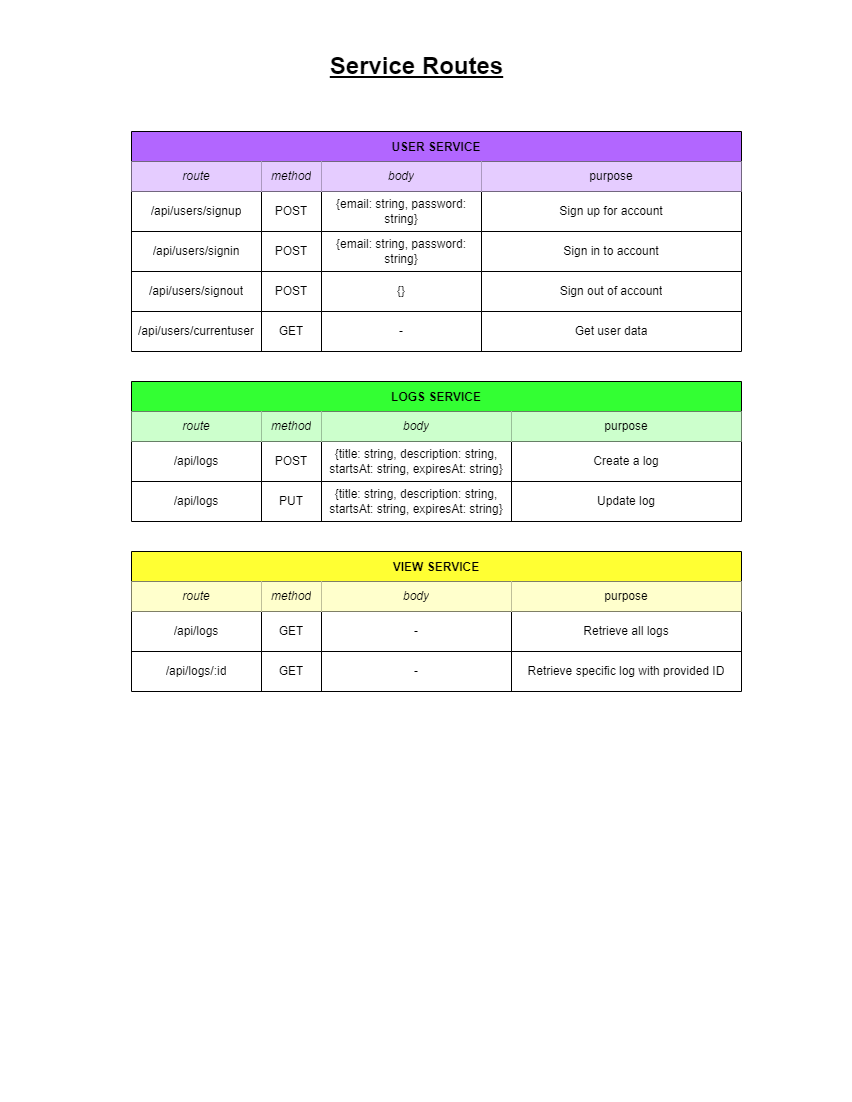 Service Routes
USER SERVICE
route method body purpose
/api/users/signup POST {email: string, password: string} Sign up for account
/api/users/signin POST {email: string, password: string} Sign in to account
/api/users/signout POST {} Sign out of account
/api/users/currentuser GET - Get user data
LOGS SERVICE
route method body purpose
/api/logs POST {title: string, description: string, startsAt: string, expiresAt: string} Create a log
/api/logs PUT {title: string, description: string, startsAt: string, expiresAt: string} Update log
VIEW SERVICE
route method body purpose
/api/logs GET - Retrieve all logs
/api/logs/:id GET - Retrieve specific log with provided ID